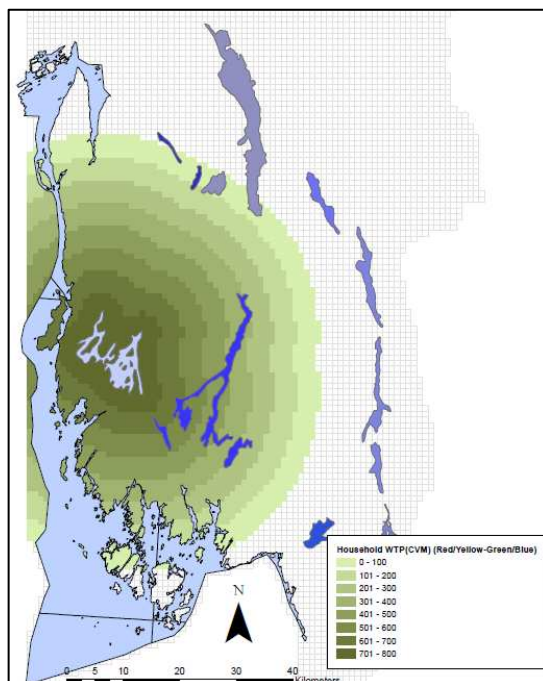 Household WTP(CVM) (Red/Yellow-Green/Blue)
0 - 100
101 - 200
201 - 300
301 - 400
401 - 500
501 - 600
601 - 700
701 - 800
N
0 5 10 20 30 40
Kilometers